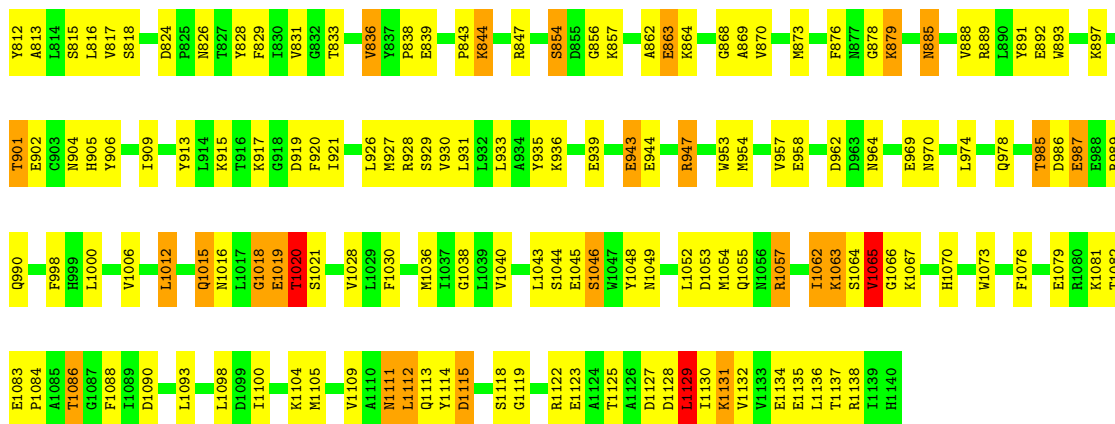 Y812 A813 L814 S815 L816 V817 S818 D824 P825 N826 T827 Y828 F829 I830 V831 G832 T833 V836 Y837 P838 E839 P843 K844 R847 S854 D855 G856 K857 A862 E863 K864 G868 A869 V870 M873 F876 N877 G878 K879 N885 V888 R889 L890 Y891 E892 W893 K897
T901 E902 C903 N904 H905 Y906 I909 Y913 L914 K915 T916 K917 G918 D919 F920 I921 L926 M927 R928 S929 V930 L931 L932 L933 A934 Y935 K936 E939 E943 E944 R947 W953 M954 V957 E958 D962 D963 N964 E969 N970 L974 Q978 T985 D986 E987 E988
Q990 F998 H999 L1000 V1006 L1012 Q1015 N1016 L1017 G1018 E1019 T1020 S1021 V1028 L1029 F1030 M1036 I1037 G1038 L1039 V1040 L1043 S1044 E1045 S1046 W1047 Y1048 N1049 L1052 D1053 M1054 Q1055 N1056 R1057 I1062 K1063 S1064 V1065 G1066 K1067 H1070 W1073 F1076 E1079 R1080 K1081
E1083 P1084 A1085 T1086 G1087 F1088 I1089 D1090 L1093 L1098 D1099 I1100 K1104 M1105 V1109 A1110 N1111 L1112 Q1113 Y1114 D1115 S1118 G1119 R1122 E1123 A1124 T1125 A1126 D1127 D1128 L1129 I1130 K1131 V1132 V1133 E1134 E1135 L1136 T1137 R1138 I1139 H1140